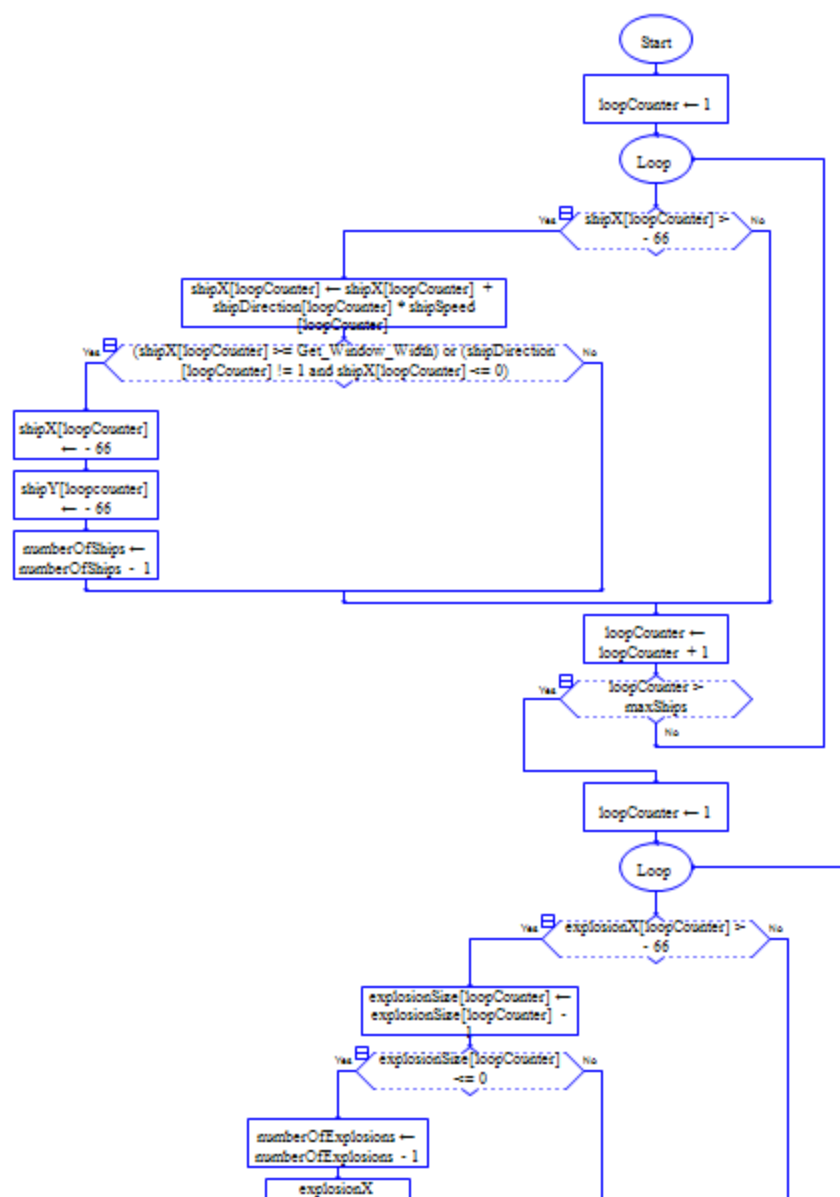 Start
loopCounter ← 1
Loop
shipX[loopCounter] >
- 66
Yes
No
shipX[loopCounter] ← shipX[loopCounter] +
shipDirection[loopCounter] * shipSpeed
[loopCounter]
(shipX[loopCounter] >= Get_Window_Width) or (shipDirection
[loopCounter] != 1 and shipX[loopCounter] <= 0)
Yes
No
shipX[loopCounter]
← - 66
shipY[loopcounter]
← - 66
numberOfShips ←
numberOfShips - 1
loopCounter ←
loopCounter + 1
loopCounter >
maxShips
Yes
No
loopCounter ← 1
Loop
explosionX[loopCounter] >
- 66
Yes
No
explosionSize[loopCounter] ←
explosionSize[loopCounter] -
1
explosionSize[loopCounter]
<= 0
Yes
No
numberOfExplosions ←
numberOfExplosions - 1
explosionX